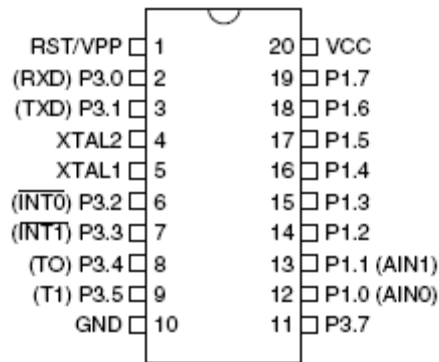 RST/VPP 1 20 VCC
(RXD) P3.0 2 19 P1.7
(TXD) P3.1 3 18 P1.6
XTAL2 4 17 P1.5
XTAL1 5 16 P1.4
(I̅N̅T̅0̅) P3.2 6 15 P1.3
(I̅N̅T̅1̅) P3.3 7 14 P1.2
(TO) P3.4 8 13 P1.1 (AIN1)
(T1) P3.5 9 12 P1.0 (AIN0)
GND 10 11 P3.7